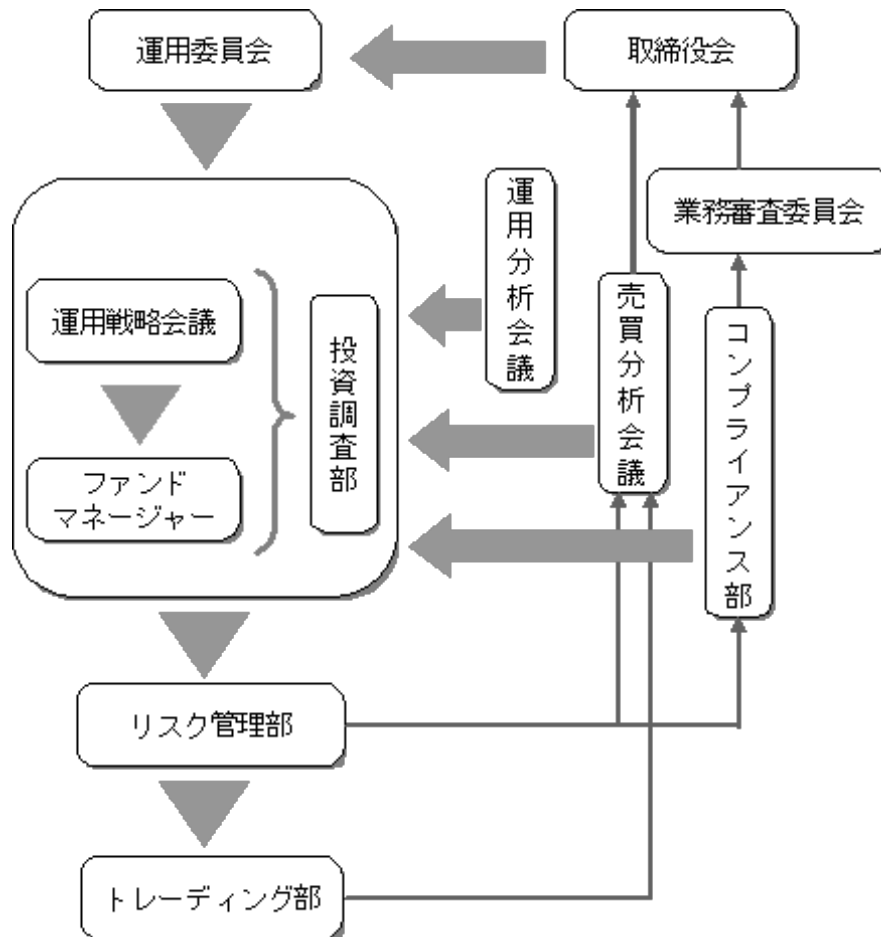 運用委員会
取締役会
運用分析会議
業務審査委員会
運用戦略会議
投資調査部
売買分析会議
コンプライアンス部
ファンド
マネージャー
リスク管理部
トレーディング部